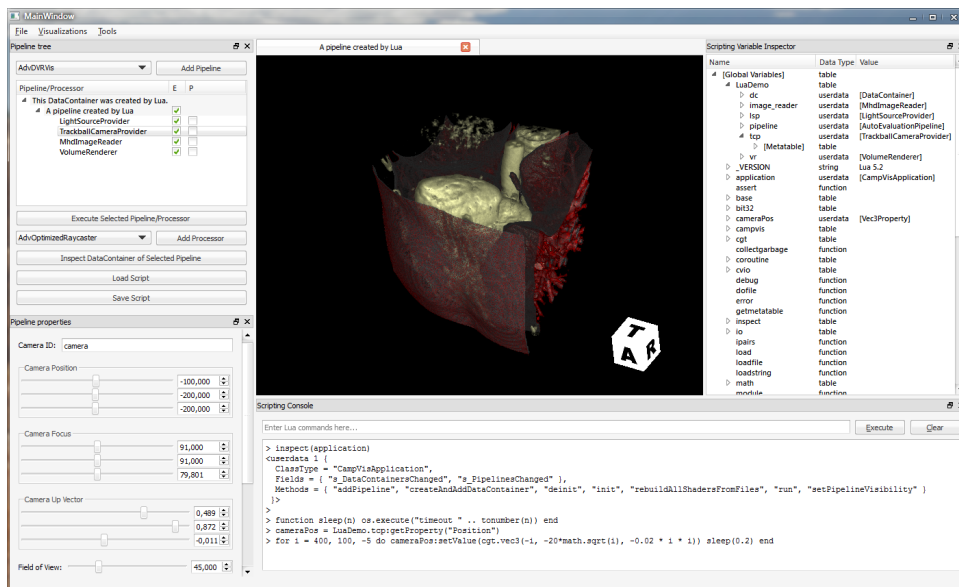 MainWindow
File Visualizations Tools
Pipeline tree
AdvDVRVis Add Pipeline
Pipeline/Processor E P
This DataContainer was created by Lua.
A pipeline created by Lua
LightSourceProvider
TrackballCameraProvider
MhdImageReader
VolumeRenderer
Execute Selected Pipeline/Processor
AdvOptimizedRaycaster Add Processor
Inspect DataContainer of Selected Pipeline
Load Script
Save Script
Pipeline properties
Camera ID: camera
Camera Position
-100,000
-200,000
-200,000
Camera Focus
91,000
91,000
79,801
Camera Up Vector
0,489
0,872
-0,011
Field of View: 45,000
A pipeline created by Lua
T
A R
Scripting Variable Inspector
Name Data Type Value
[Global Variables] table
LuaDemo table
dc userdata [DataContainer]
image_reader userdata [MhdImageReader]
lsp userdata [LightSourceProvider]
pipeline userdata [AutoEvaluationPipeline]
tcp userdata [TrackballCameraProvider]
[Metatable] table
vr userdata [VolumeRenderer]
_VERSION string Lua 5.2
application userdata [CampVisApplication]
assert function
base table
bit32 table
cameraPos userdata [Vec3Property]
campvis table
cgt table
collectgarbage function
coroutine table
cvio table
debug function
dofile function
error function
getmetatable function
inspect table
io table
ipairs function
load function
loadfile function
loadstring function
math table
module function
Scripting Console
Enter Lua commands here... Execute Clear
> inspect(application)
<userdata 1 {
ClassType = "CampVisApplication",
Fields = { "s_DataContainersChanged", "s_PipelinesChanged" },
Methods = { "addPipeline", "createAndAddDataContainer", "deinit", "init", "rebuildAllShadersFromFiles", "run", "setPipelineVisibility" }
}>
>
> function sleep(n) os.execute("timeout " .. tonumber(n)) end
> cameraPos = LuaDemo.tcp:getProperty("Position")
> for i = 400, 100, -5 do cameraPos:setValue(cgt.vec3(-i, -20*math.sqrt(i), -0.02 * i * i)) sleep(0.2) end